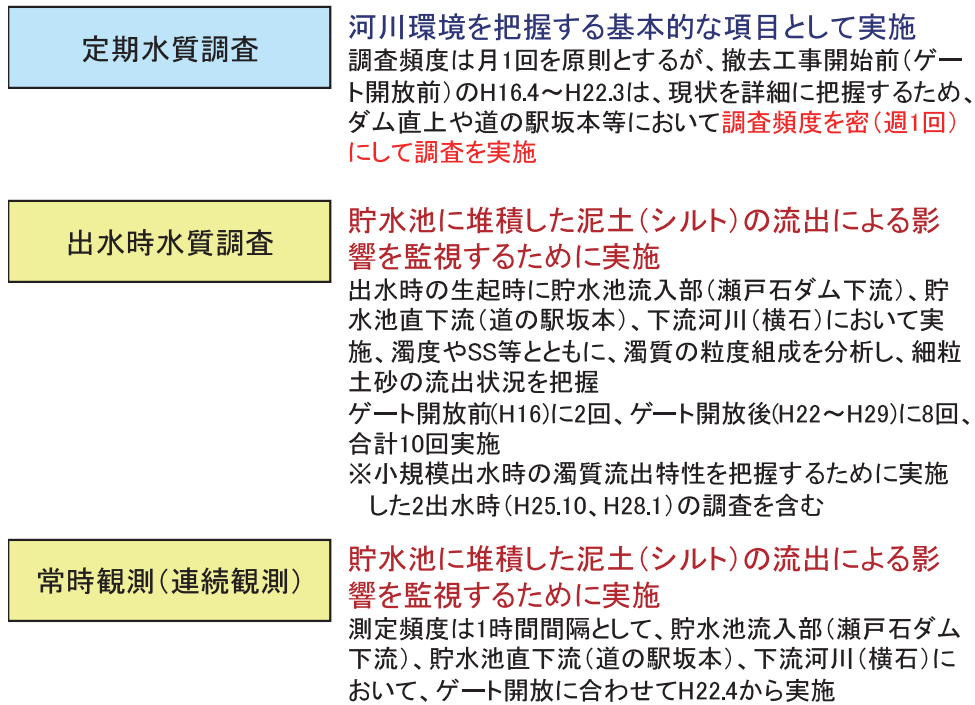 定期水質調査
河川環境を把握する基本的な項目として実施
調査頻度は月1回を原則とするが、撤去工事開始前（ゲー
ト開放前）のH16.4～H22.3は、現状を詳細に把握するため、
ダム直上や道の駅坂本等において調査頻度を密（週1回）
にして調査を実施
出水時水質調査
貯水池に堆積した泥土（シルト）の流出による影
響を監視するために実施
出水時の生起時に貯水池流入部（瀬戸石ダム下流）、貯
水池直下流（道の駅坂本）、下流河川（横石）において実
施、濁度やSS等とともに、濁質の粒度組成を分析し、細粒
土砂の流出状況を把握
ゲート開放前(H16)に2回、ゲート開放後(H22～H29)に8回、
合計10回実施
※小規模出水時の濁質流出特性を把握するために実施
した2出水時（H25.10、H28.1）の調査を含む
常時観測（連続観測）
貯水池に堆積した泥土（シルト）の流出による影
響を監視するために実施
測定頻度は1時間間隔として、貯水池流入部（瀬戸石ダム
下流）、貯水池直下流（道の駅坂本）、下流河川（横石）に
おいて、ゲート開放に合わせてH22.4から実施